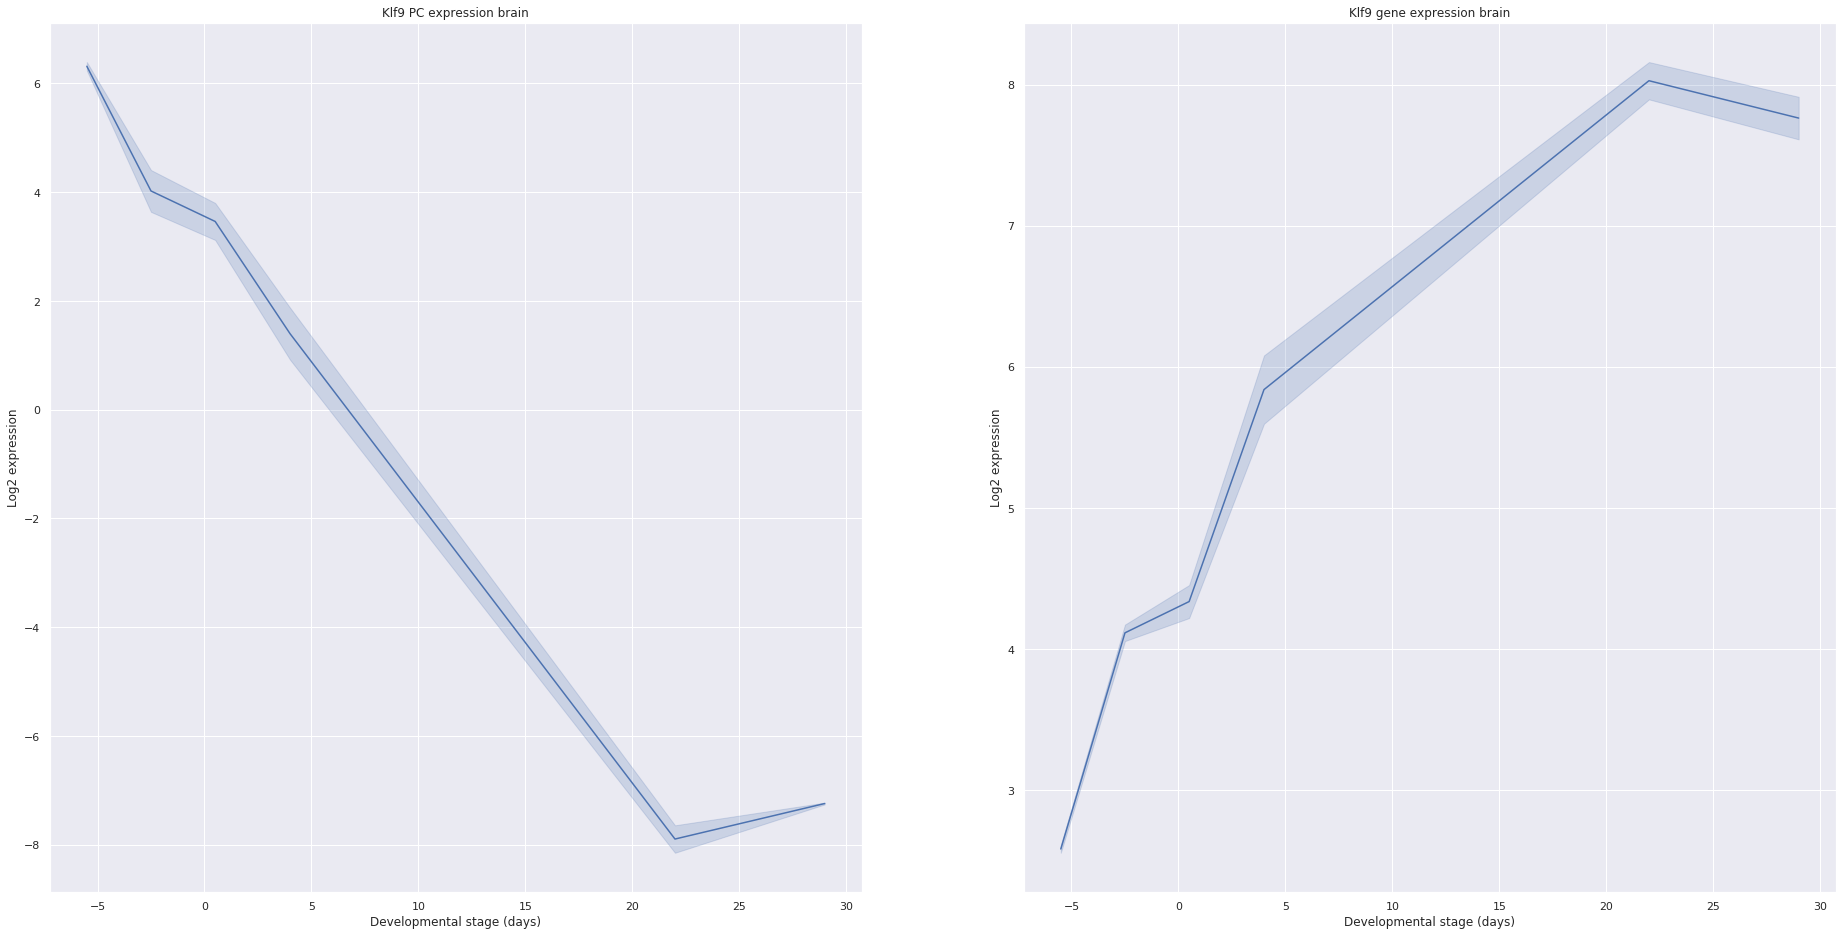 Klf9 PC expression brain
Log2 expression
6
4
2
0
−2
−4
−6
−8
−5 0 5 10 15 20 25 30
Developmental stage (days)
Klf9 gene expression brain
Log2 expression
8
7
6
5
4
3
−5 0 5 10 15 20 25 30
Developmental stage (days)